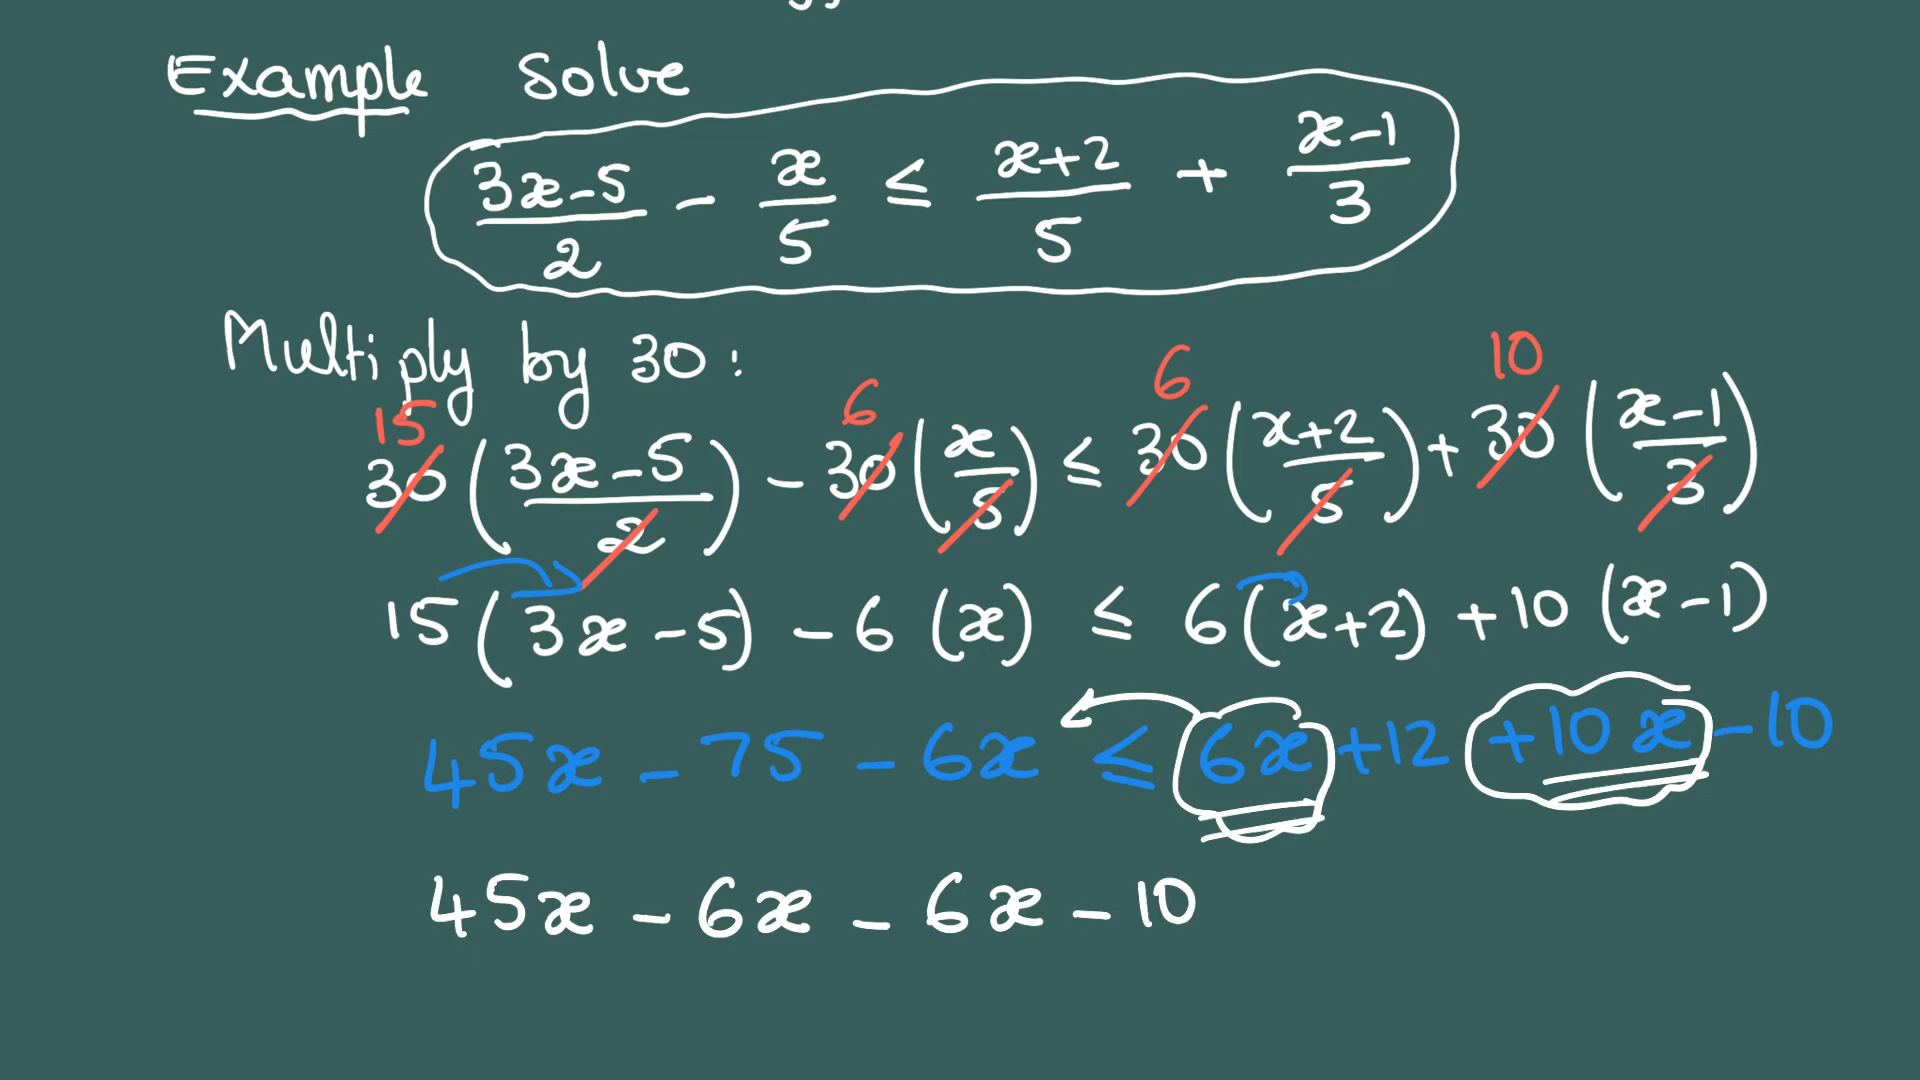 Example Solve
(3x-5)/2 - x/5 ≤ (x+2)/5 + (x-1)/3
Multiply by 30:
15 6 6 10
30((3x-5)/2) - 30(x/5) ≤ 30((x+2)/5) + 30((x-1)/3)
15(3x-5) - 6(x) ≤ 6(x+2) + 10(x-1)
45x - 75 - 6x ≤ 6x + 12 + 10x - 10
45x - 6x - 6x - 10